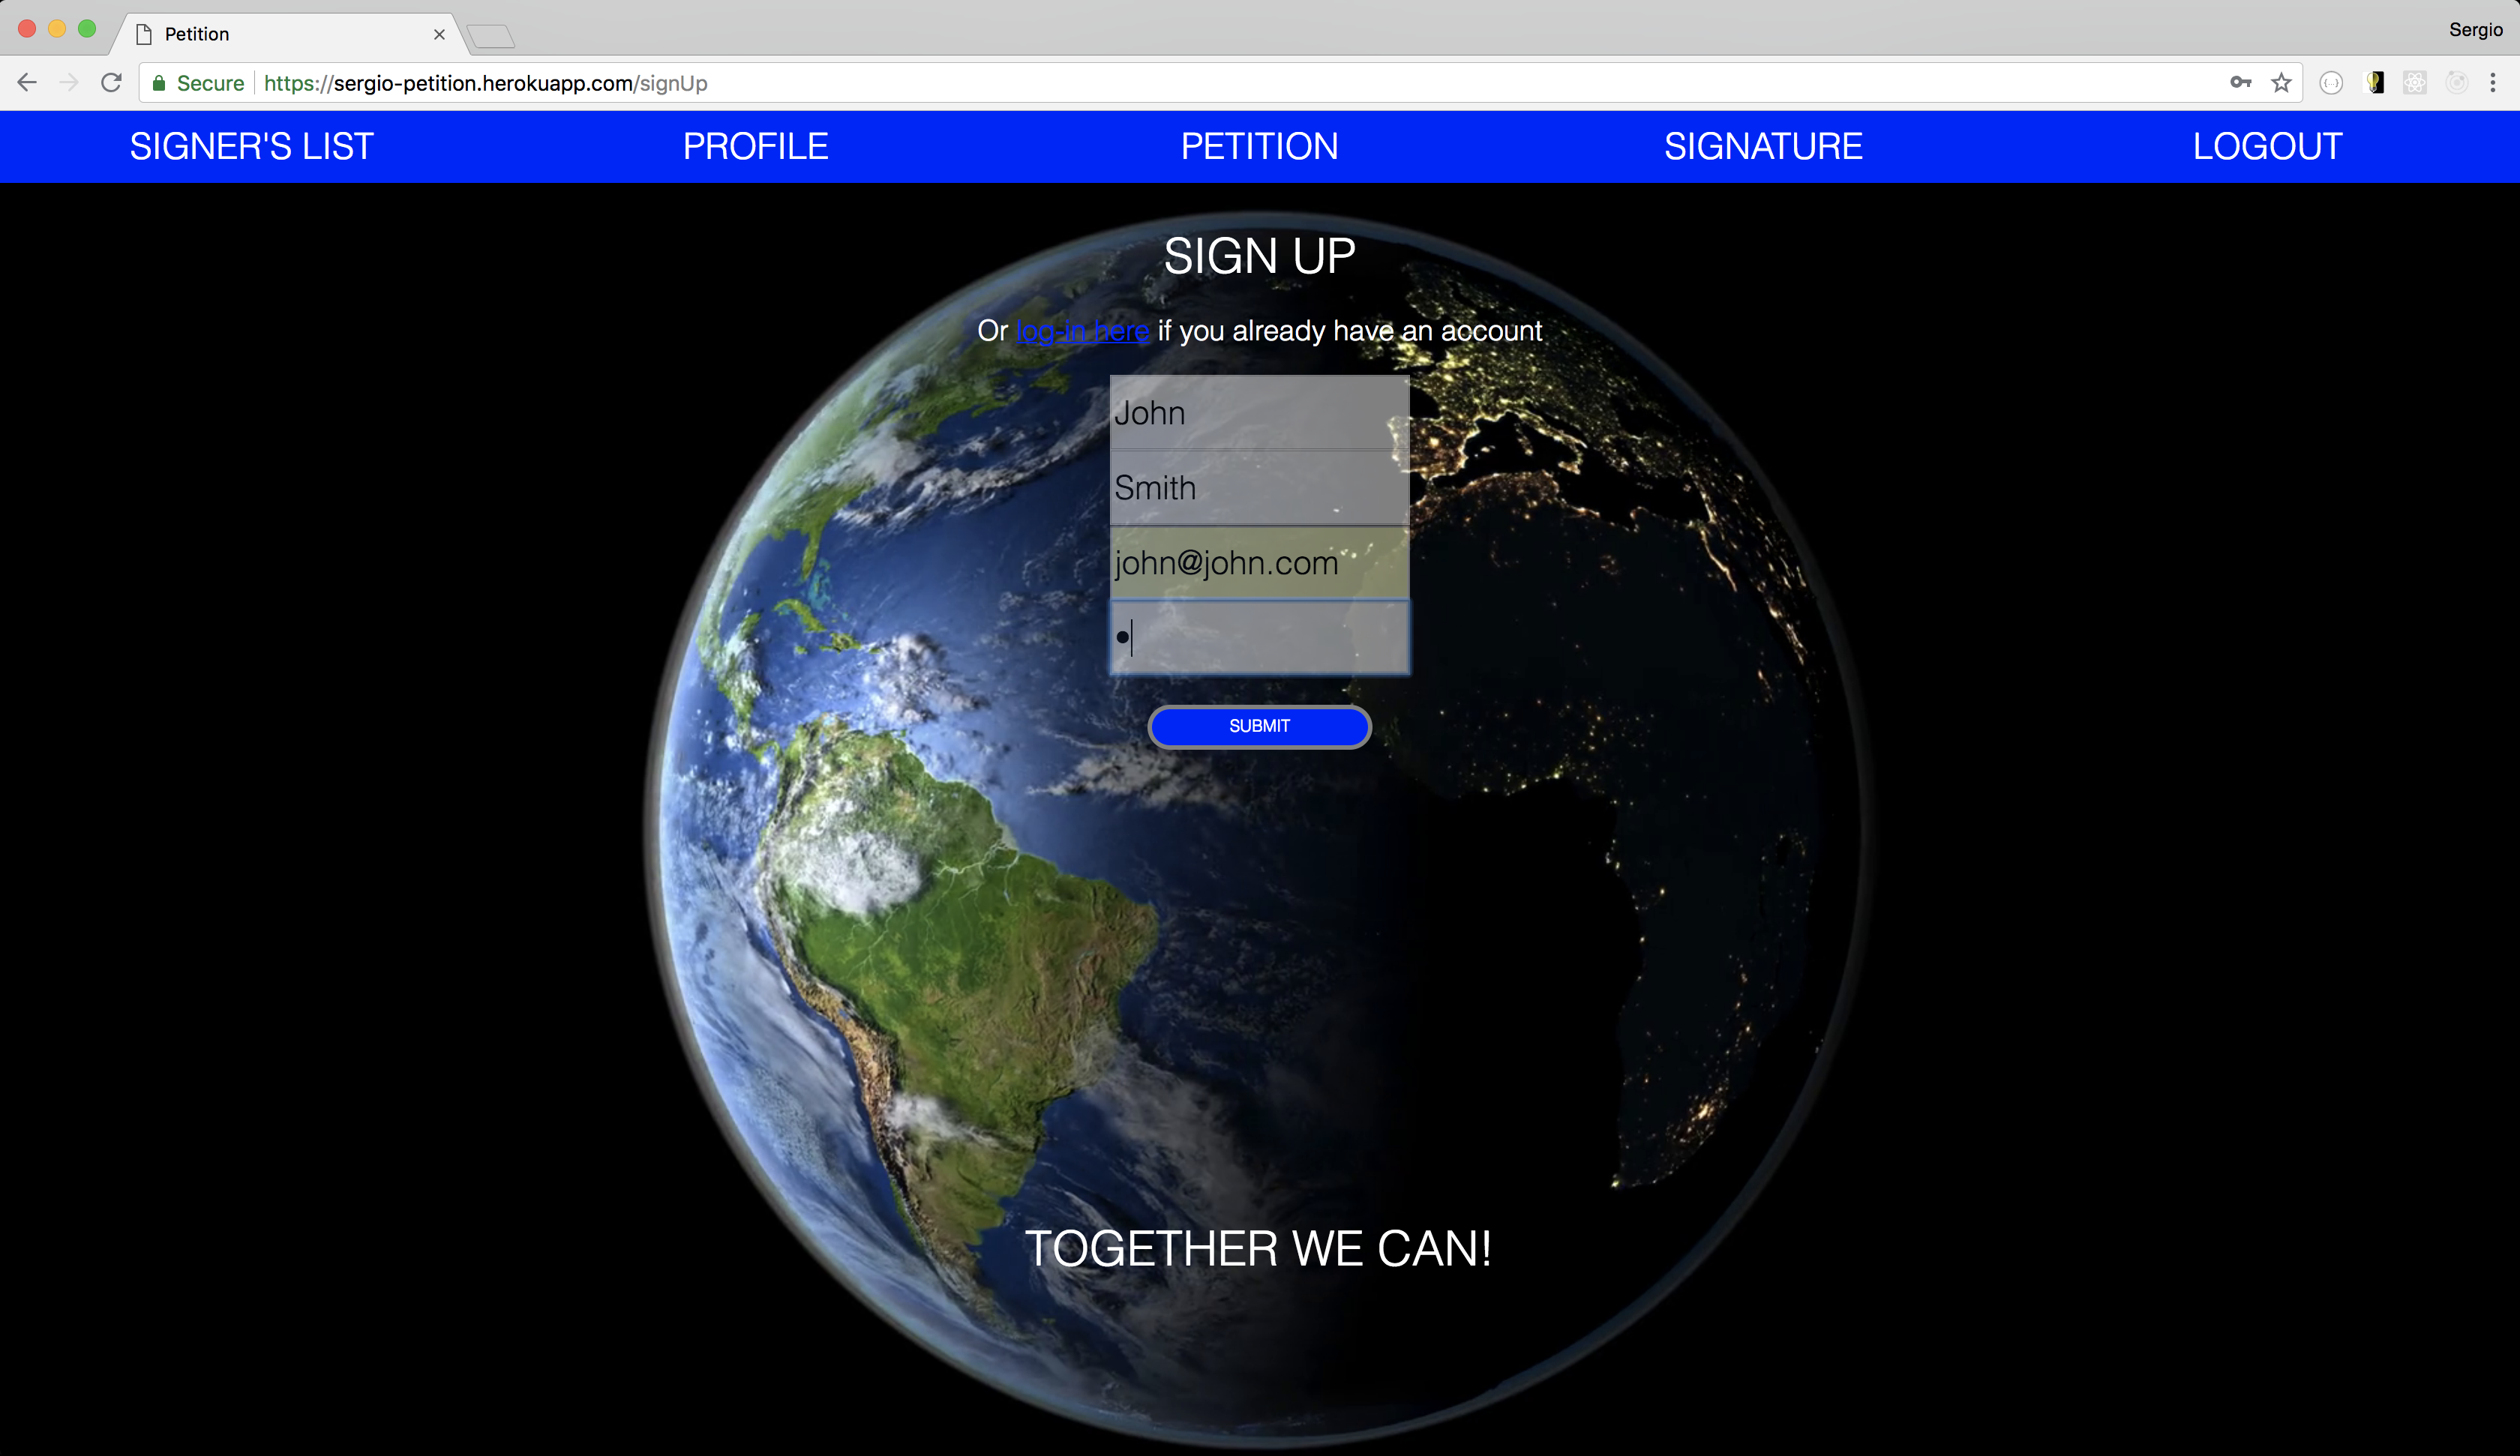 Petition
Sergio
Secure
https://sergio-petition.herokuapp.com/signUp
SIGNER'S LIST
PROFILE
PETITION
SIGNATURE
LOGOUT
SIGN UP
Or log-in here if you already have an account
John
Smith
john@john.com
SUBMIT
TOGETHER WE CAN!